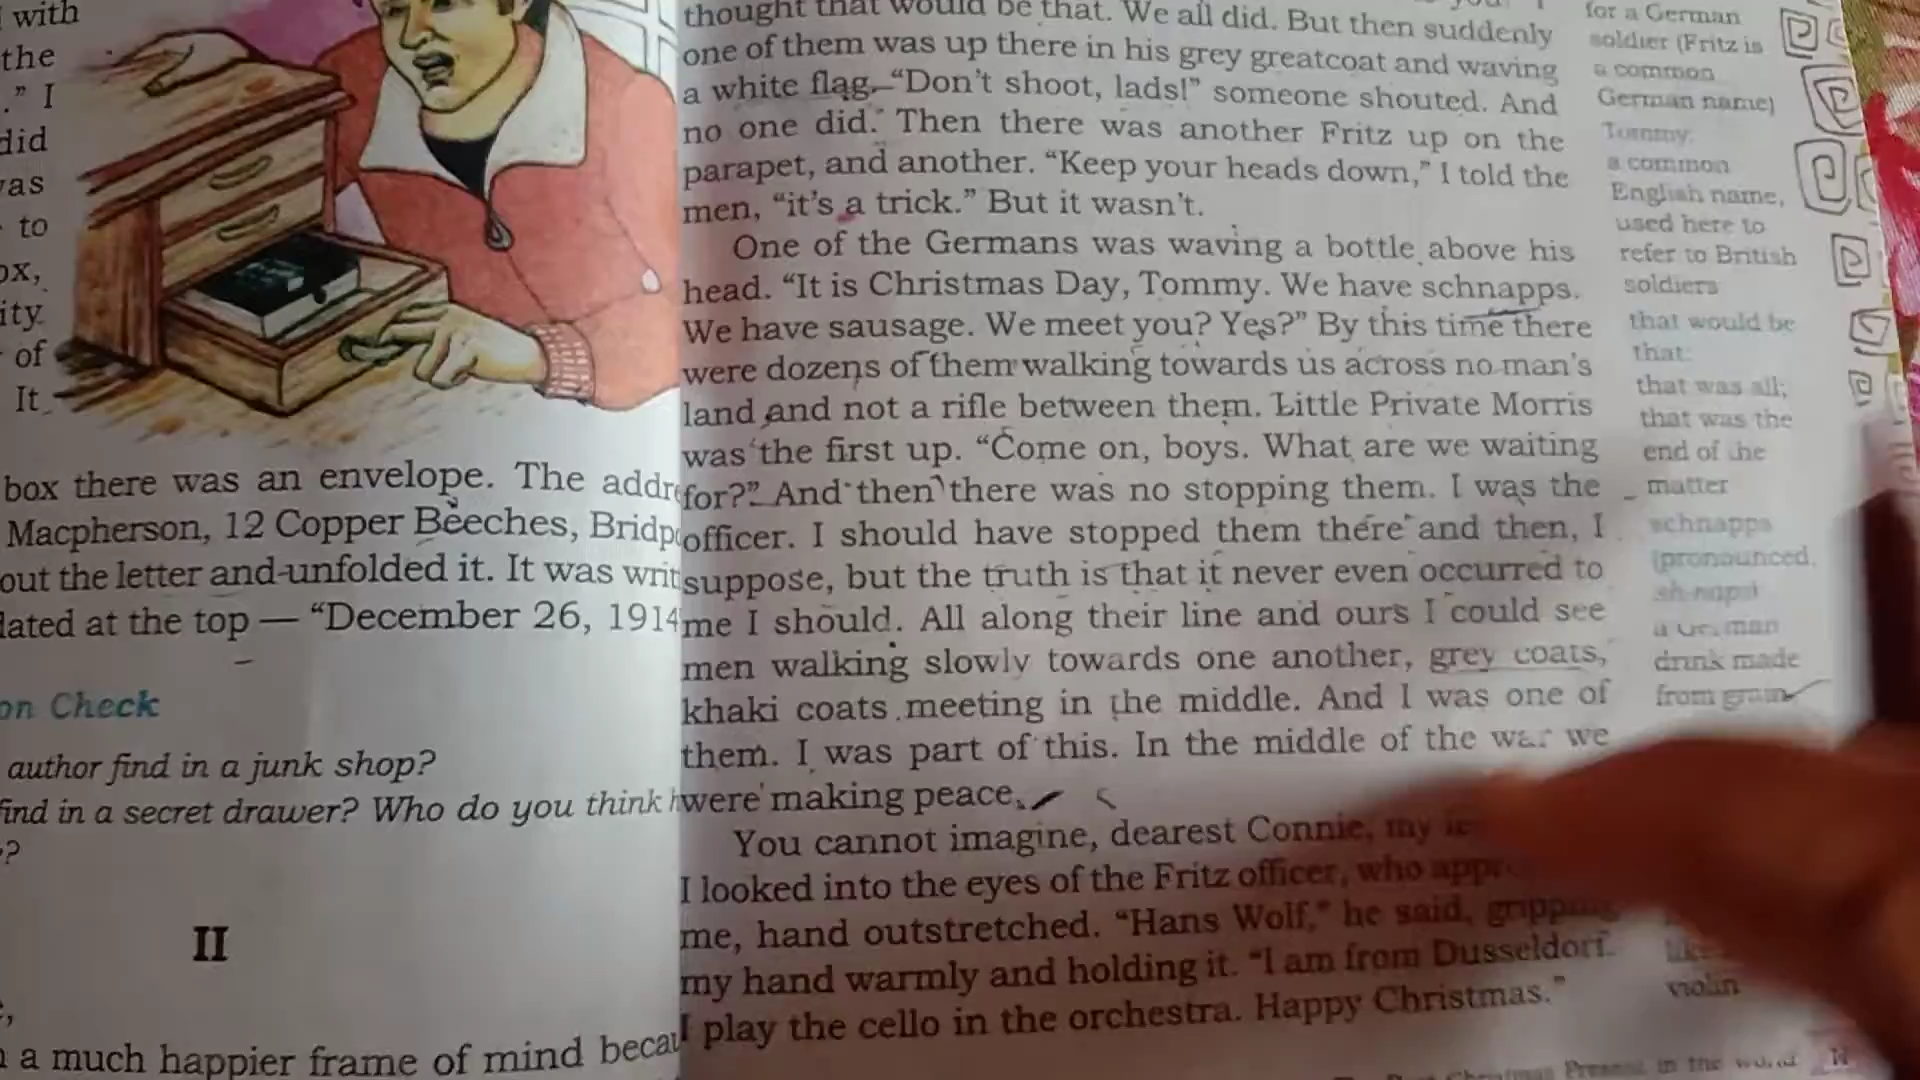 with
the
." I
did
was
to
ox,
ity
of
It
box there was an envelope. The addr
Macpherson, 12 Copper Beeches, Bridp
out the letter and unfolded it. It was writ
dated at the top — "December 26, 1914
on Check
author find in a junk shop?
find in a secret drawer? Who do you think h
?
II
a much happier frame of mind becau
thought that would be that. We all did. But then suddenly
one of them was up there in his grey greatcoat and waving
a white flag. "Don't shoot, lads!" someone shouted. And
no one did. Then there was another Fritz up on the
parapet, and another. "Keep your heads down," I told the
men, "it's a trick." But it wasn't.
One of the Germans was waving a bottle above his
head. "It is Christmas Day, Tommy. We have schnapps.
We have sausage. We meet you? Yes?" By this time there
were dozens of them walking towards us across no man's
land and not a rifle between them. Little Private Morris
was the first up. "Come on, boys. What are we waiting
for?" And then there was no stopping them. I was the
officer. I should have stopped them there and then, I
suppose, but the truth is that it never even occurred to
me I should. All along their line and ours I could see
men walking slowly towards one another, grey coats,
khaki coats meeting in the middle. And I was one of
them. I was part of this. In the middle of the war we
were making peace.
You cannot imagine, dearest Connie, my
I looked into the eyes of the Fritz officer, who appr
me, hand outstretched. "Hans Wolf," he said, gripping
my hand warmly and holding it. "I am from Dusseldorf.
I play the cello in the orchestra. Happy Christmas."
for a German
soldier (Fritz is
a common
German name)
Tommy:
a common
English name,
used here to
refer to British
soldiers
that would be
that:
that was all;
that was the
end of the
matter
schnapps
(pronounced,
sh-naps)
a German
drink made
from grain
violin
Best Christmas Present in the World